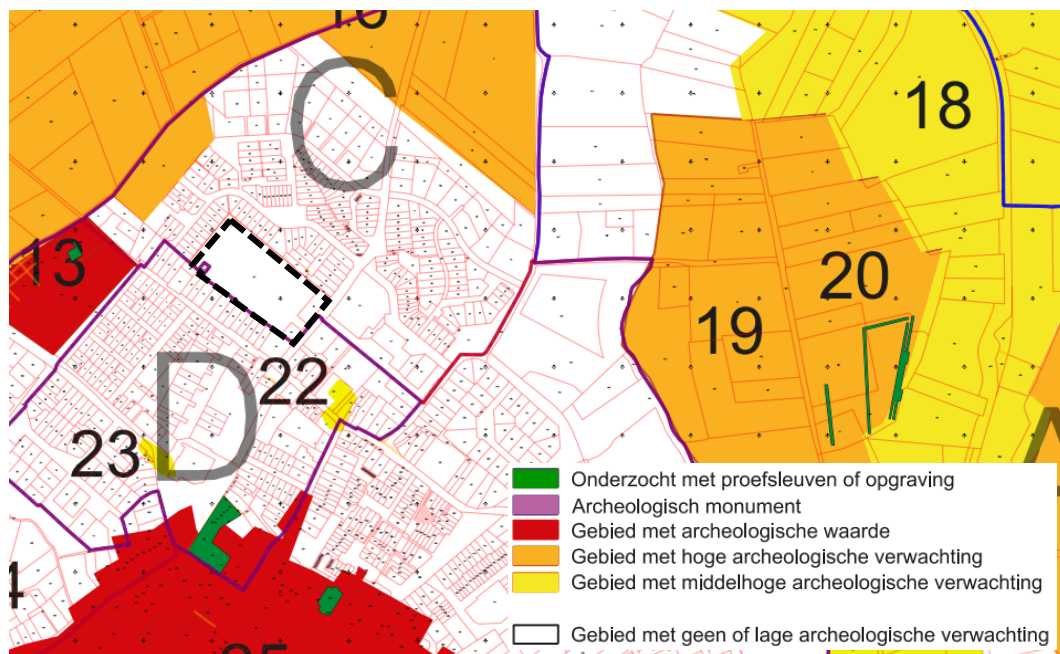 C
18
13
20
19
22
D
23
Onderzocht met proefsleuven of opgraving
Archeologisch monument
Gebied met archeologische waarde
Gebied met hoge archeologische verwachting
Gebied met middelhoge archeologische verwachting
Gebied met geen of lage archeologische verwachting